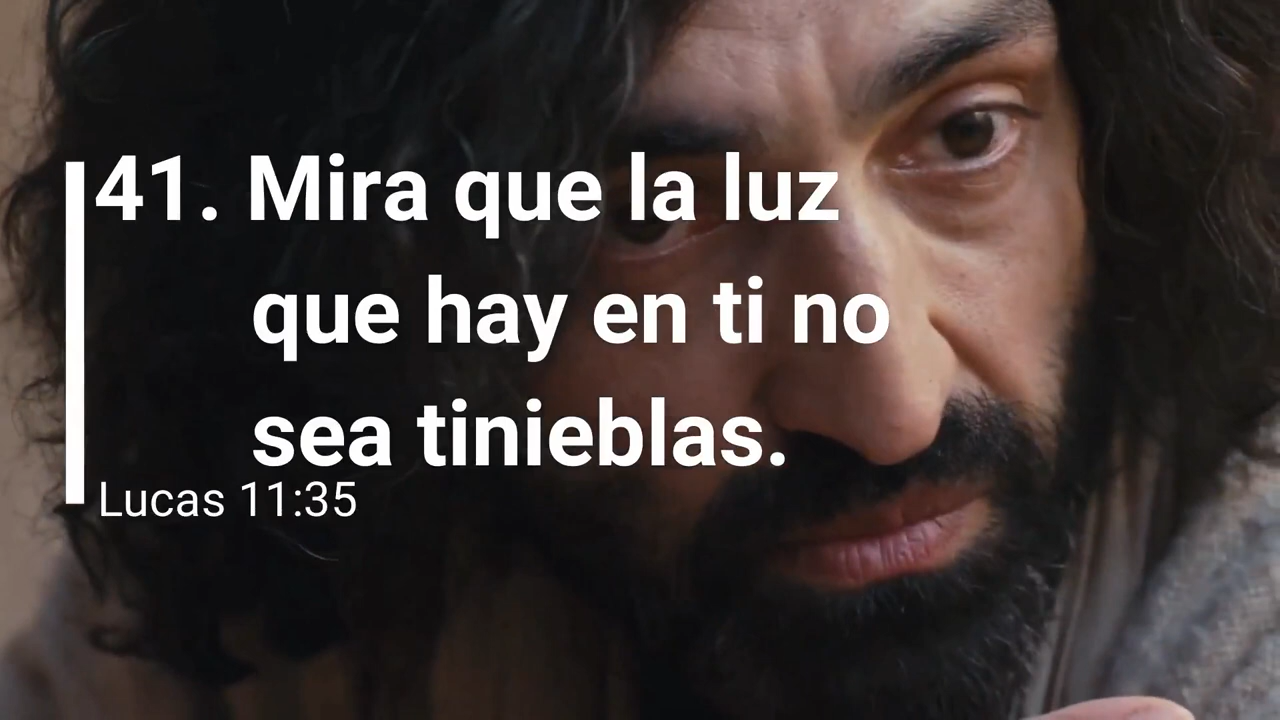 41. Mira que la luz
que hay en ti no
sea tinieblas.
Lucas 11:35